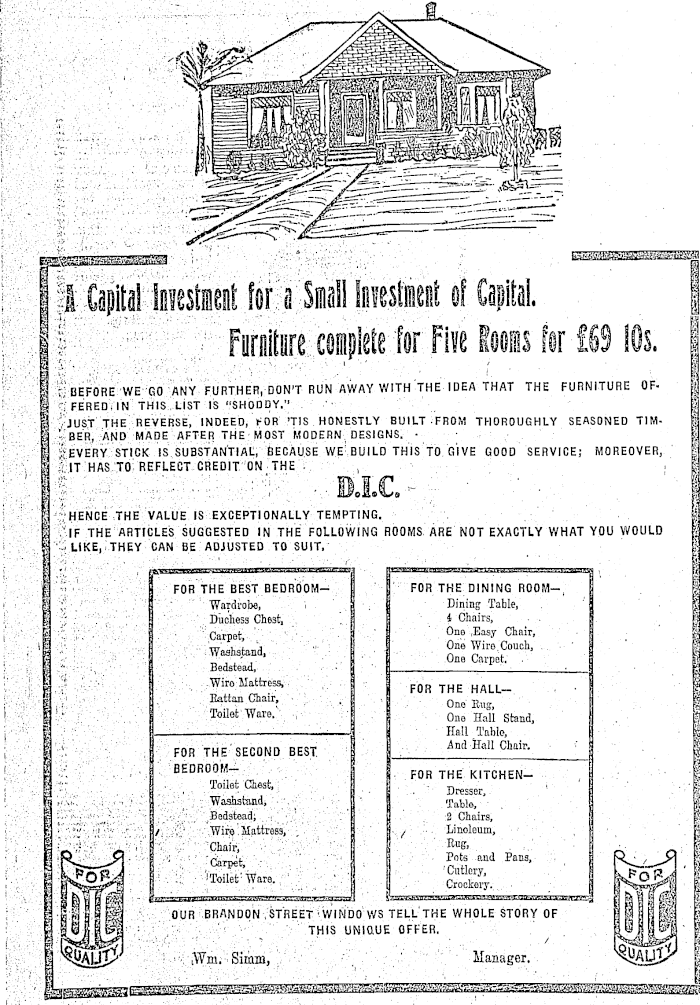 A Capital Investment for a Small Investment of Capital.
Furniture complete for Five Rooms for £69 10s.
BEFORE WE GO ANY FURTHER, DON'T RUN AWAY WITH THE IDEA THAT THE FURNITURE OF-
FERED IN THIS LIST IS "SHODDY."
JUST THE REVERSE, INDEED, FOR 'TIS HONESTLY BUILT FROM THOROUGHLY SEASONED TIM-
BER, AND MADE AFTER THE MOST MODERN DESIGNS.
EVERY STICK IS SUBSTANTIAL, BECAUSE WE BUILD THIS TO GIVE GOOD SERVICE; MOREOVER,
IT HAS TO REFLECT CREDIT ON THE
D.I.C.
HENCE THE VALUE IS EXCEPTIONALLY TEMPTING.
IF THE ARTICLES SUGGESTED IN THE FOLLOWING ROOMS ARE NOT EXACTLY WHAT YOU WOULD
LIKE, THEY CAN BE ADJUSTED TO SUIT.
FOR THE BEST BEDROOM—
Wardrobe,
Duchess Chest,
Carpet,
Washstand,
Bedstead,
Wire Mattress,
Rattan Chair,
Toilet Ware.
FOR THE SECOND BEST
BEDROOM—
Toilet Chest,
Washstand,
Bedstead,
Wire Mattress,
Chair,
Carpet,
Toilet Ware.
FOR THE DINING ROOM—
Dining Table,
4 Chairs,
One Easy Chair,
One Wire Couch,
One Carpet.
FOR THE HALL—
One Rug,
One Hall Stand,
Hall Table,
And Hall Chair.
FOR THE KITCHEN—
Dresser,
Table,
2 Chairs,
Linoleum,
Rug,
Pots and Pans,
Cutlery,
Crockery.
FOR
DIC
QUALITY
FOR
DIC
QUALITY
OUR BRANDON STREET WINDOWS TELL THE WHOLE STORY OF
THIS UNIQUE OFFER.
Wm. Simm, Manager.